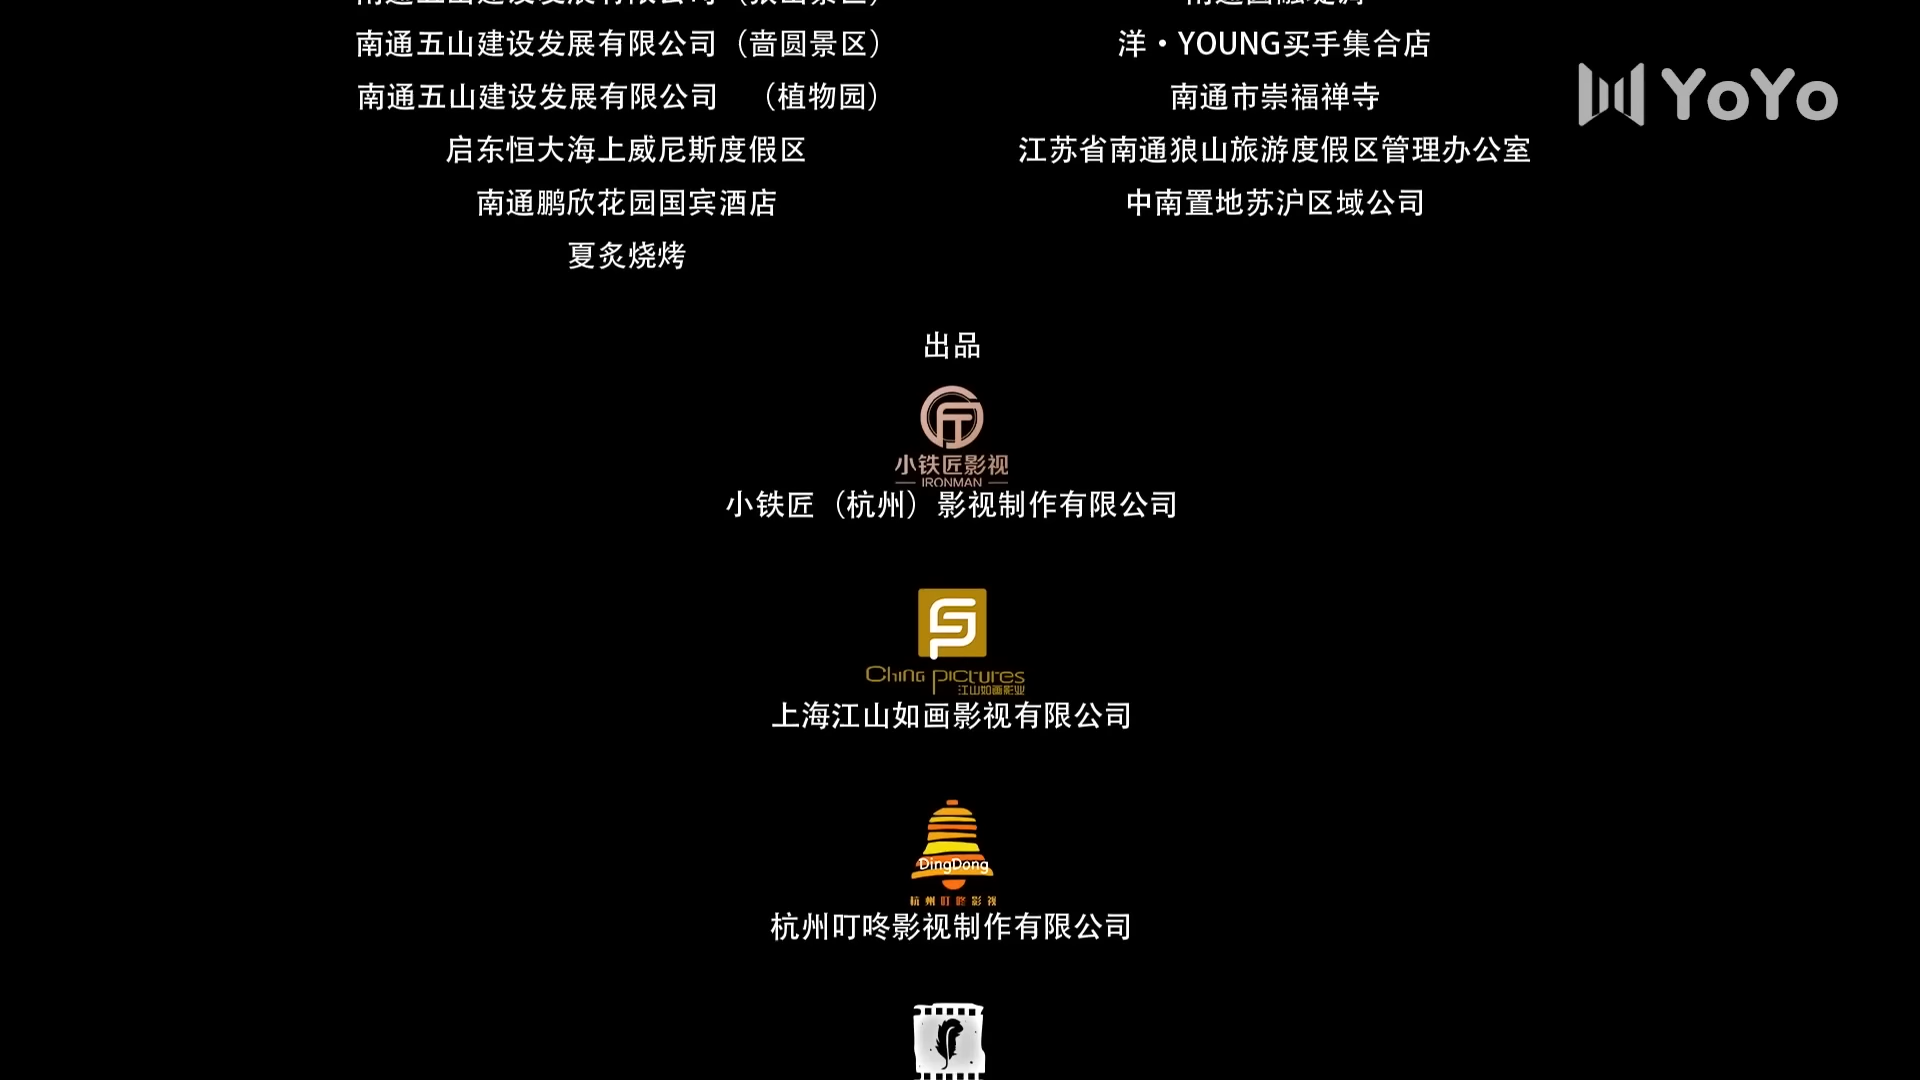 南通五山建设发展有限公司（啬圆景区）
洋·YOUNG买手集合店
南通五山建设发展有限公司 （植物园）
南通市崇福禅寺
YoYo
启东恒大海上威尼斯度假区
江苏省南通狼山旅游度假区管理办公室
南通鹏欣花园国宾酒店
中南置地苏沪区域公司
夏炙烧烤
出品
小铁匠影视
IRONMAN
小铁匠（杭州）影视制作有限公司
China pictures
江山如画影业
上海江山如画影视有限公司
DingDong
杭州叮咚影视
杭州叮咚影视制作有限公司